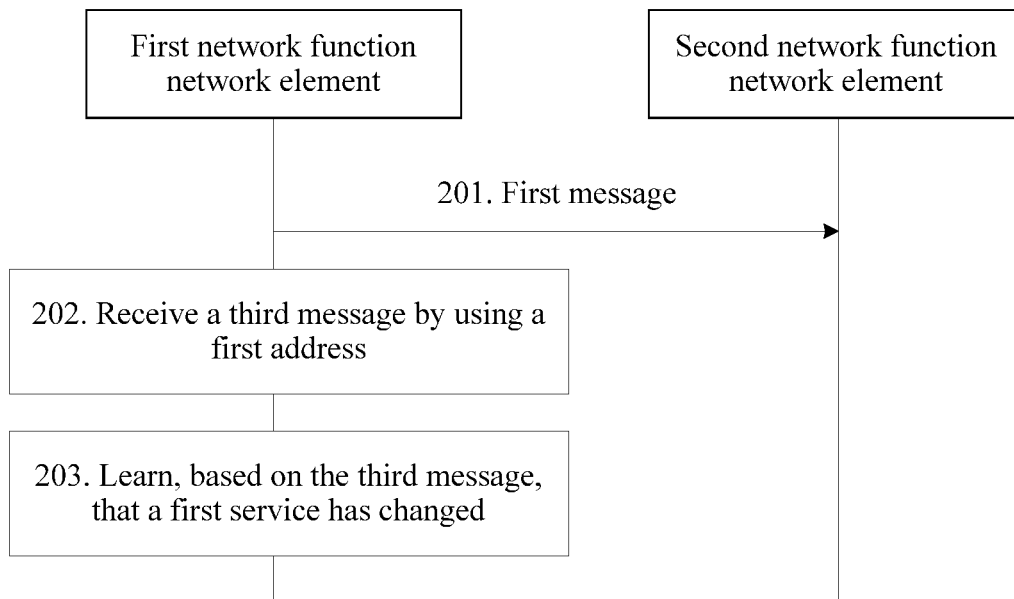 First network function
network element
Second network function
network element
201. First message
202. Receive a third message by using a
first address
203. Learn, based on the third message,
that a first service has changed